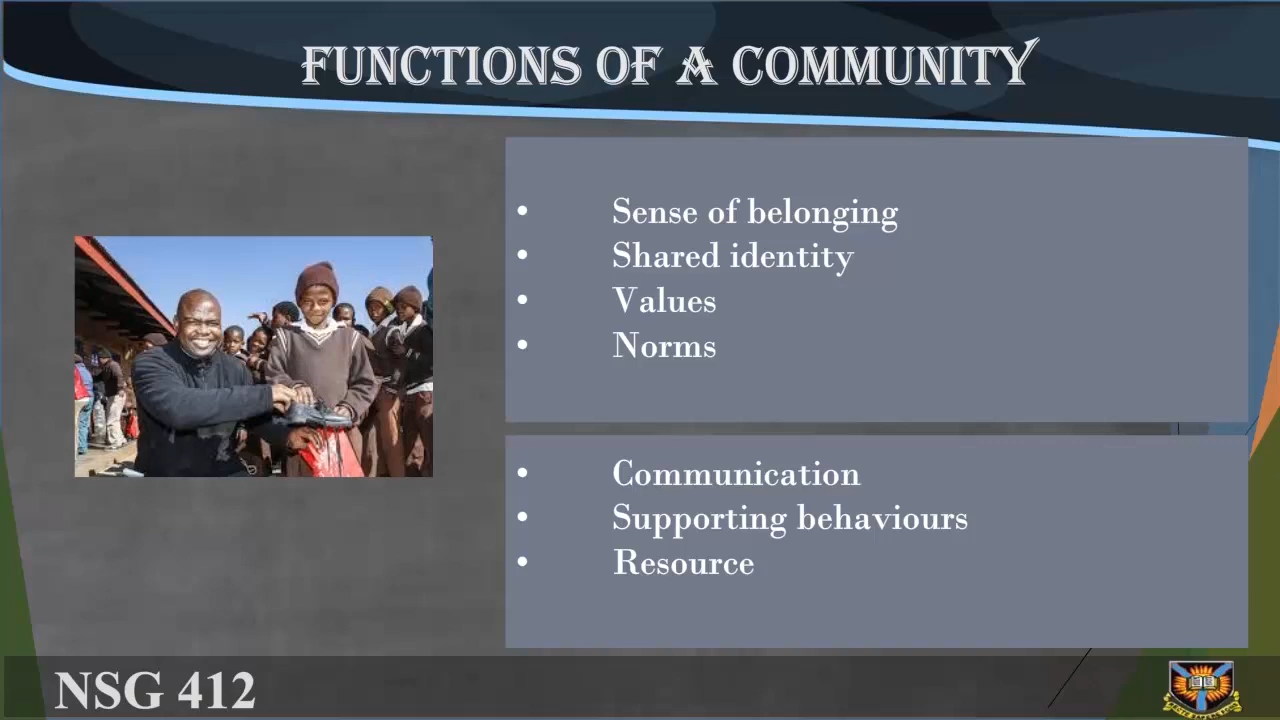 FUNCTIONS OF A COMMUNITY
• Sense of belonging
• Shared identity
• Values
• Norms
• Communication
• Supporting behaviours
• Resource
NSG 412